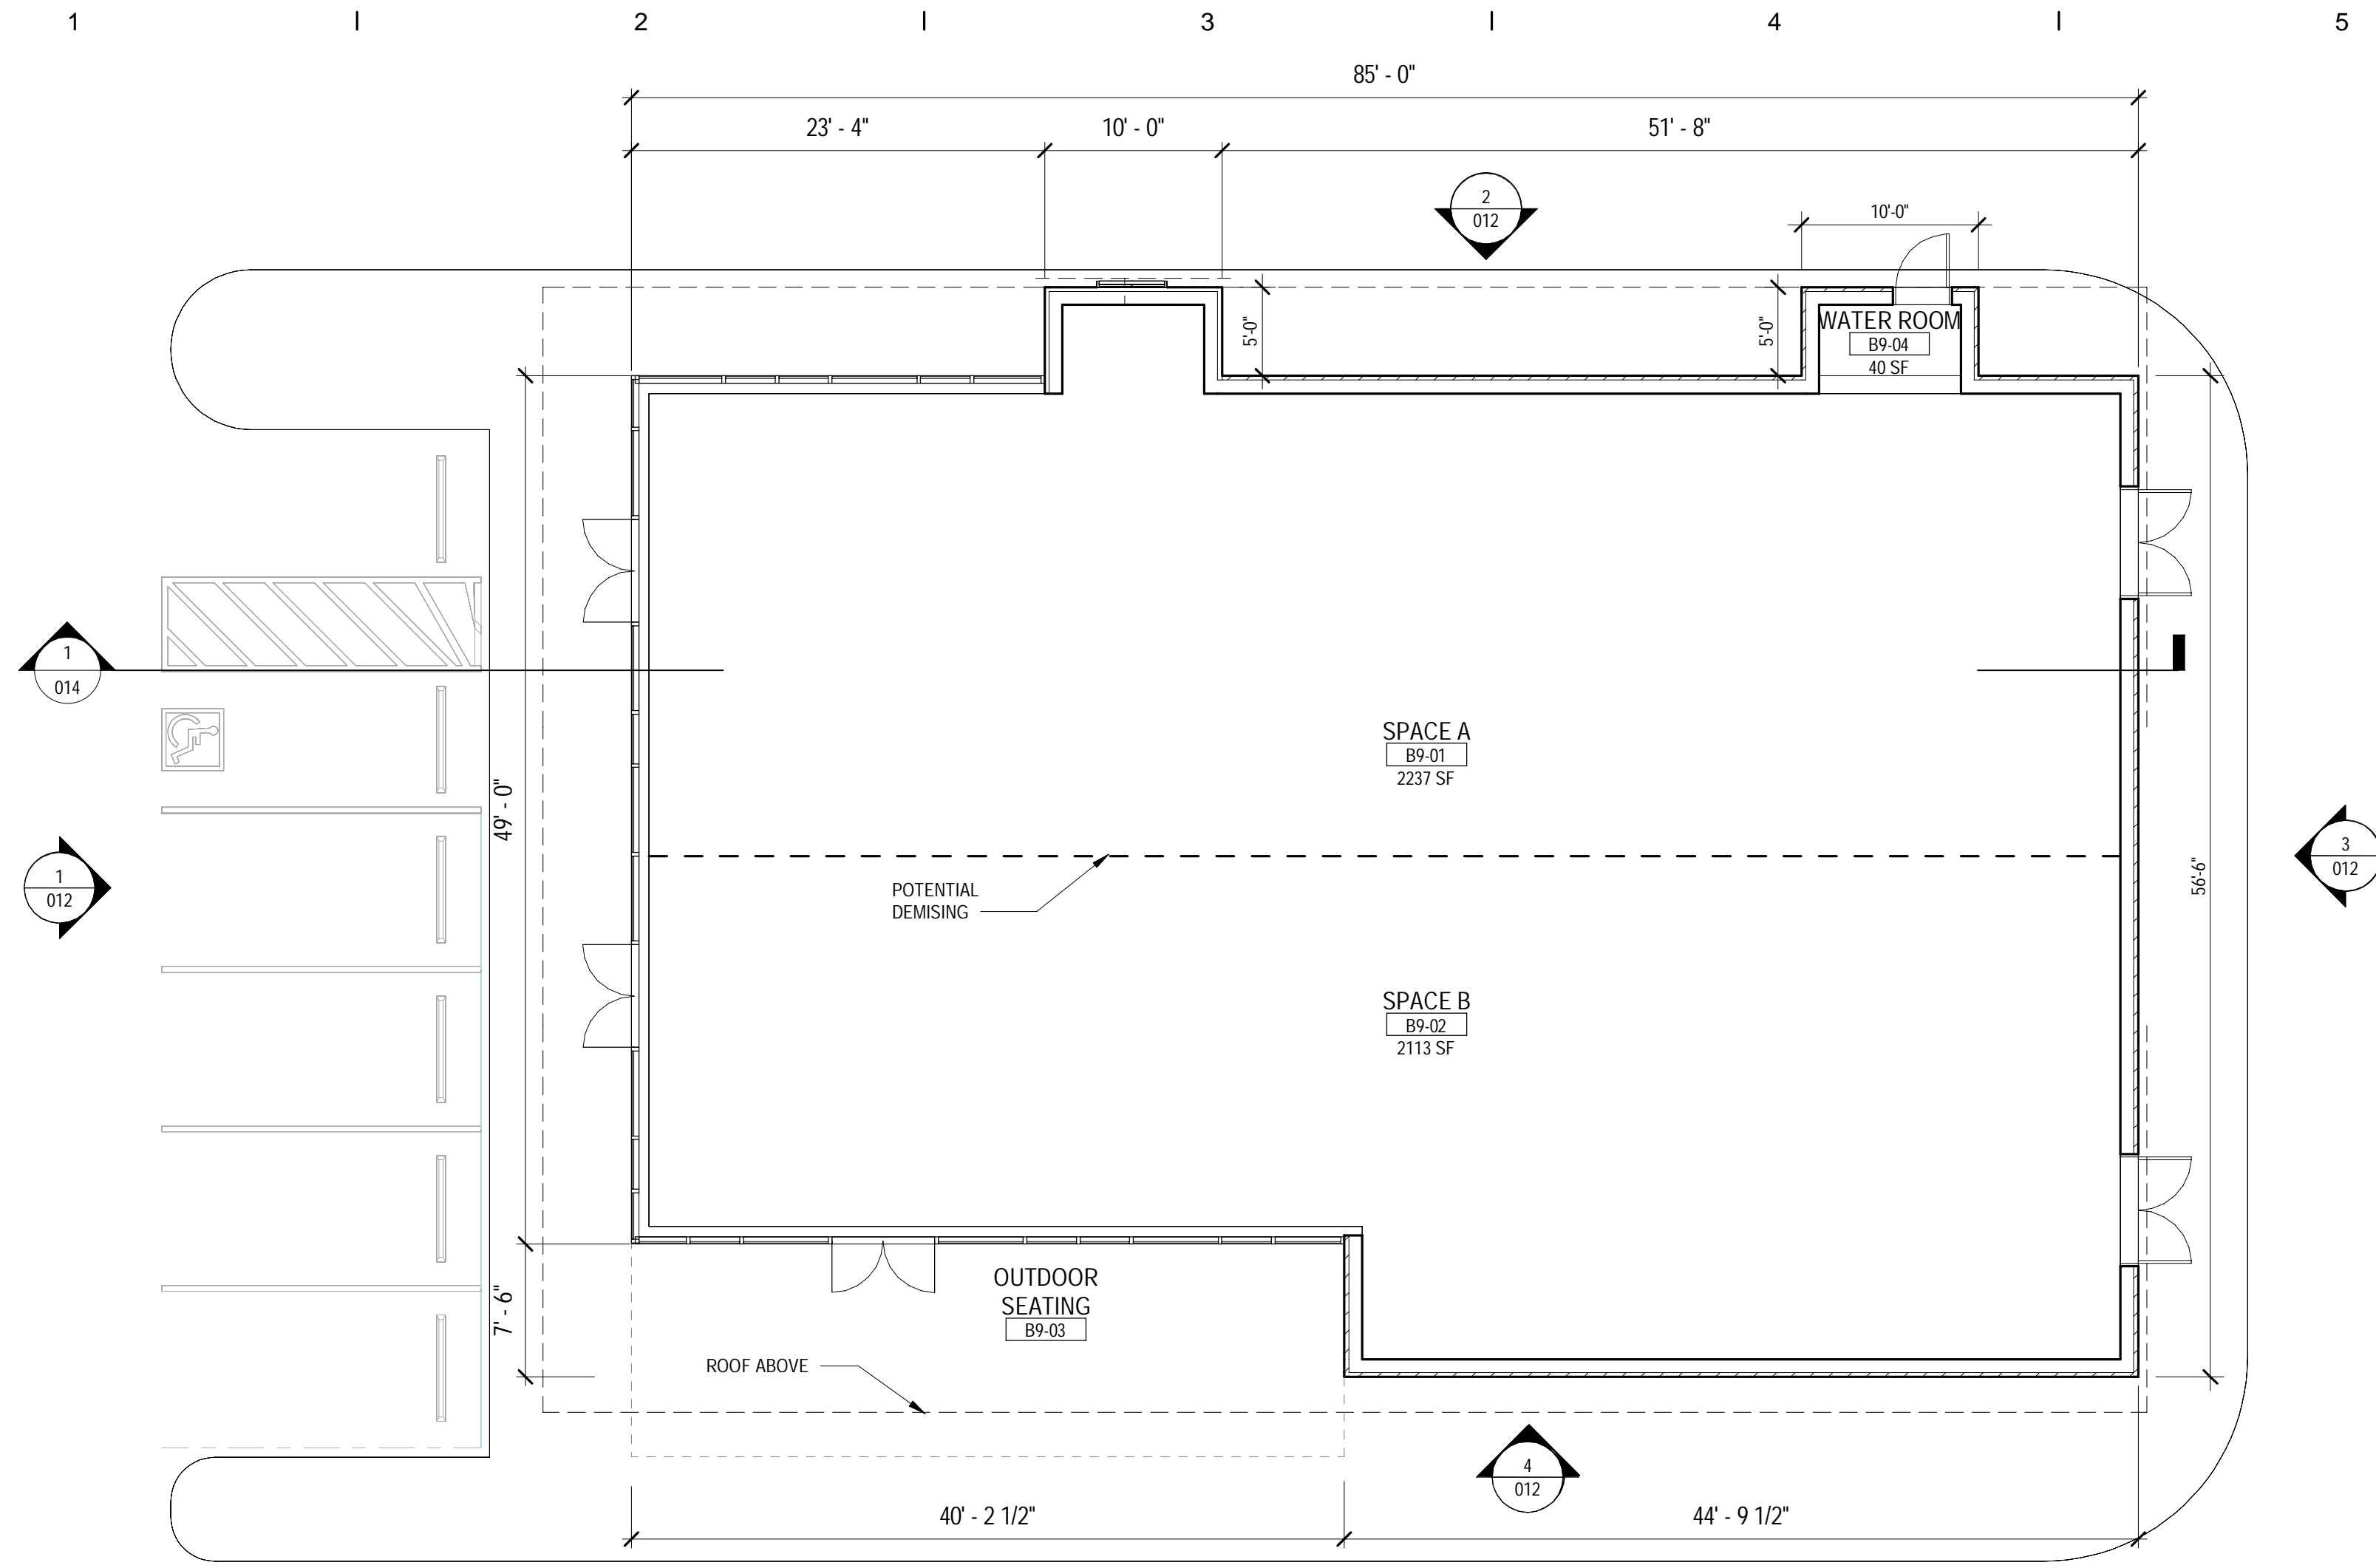 1 2 3 4 5
85' - 0"
23' - 4" 10' - 0" 51' - 8"
2
012
10'-0"
5'-0"
5'-0"
WATER ROOM
B9-04
40 SF
1
014
SPACE A
B9-01
2237 SF
49' - 0"
1
012
3
012
56'-6"
POTENTIAL
DEMISING
SPACE B
B9-02
2113 SF
OUTDOOR
SEATING
B9-03
7' - 6"
ROOF ABOVE
4
012
40' - 2 1/2" 44' - 9 1/2"